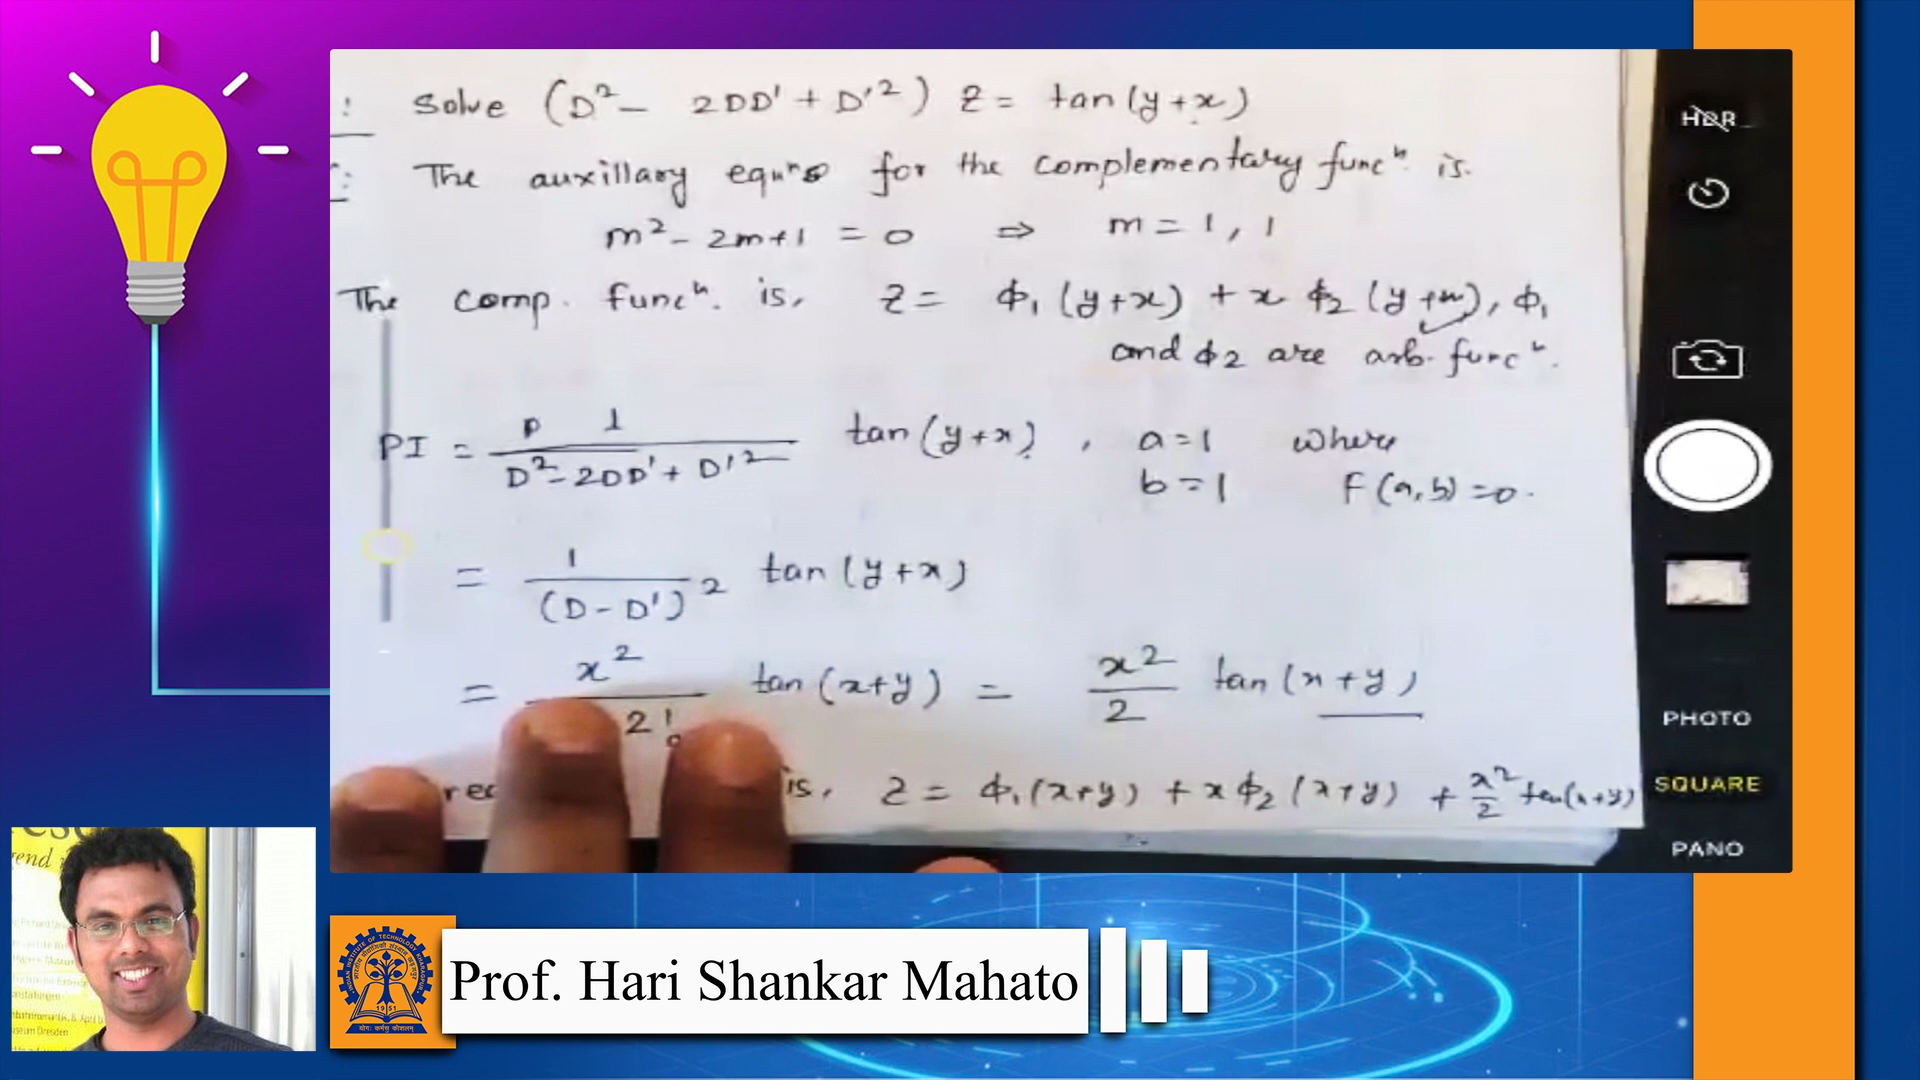 : Solve (D² - 2DD' + D'²) Z = tan(y+x)
The auxillary equⁿs for the complementary funcⁿ. is.
m² - 2m+1 = 0 ⇒ m = 1, 1
The comp. funcⁿ. is, Z = Φ₁(y+x) + x Φ₂(y+x), Φ₁
and Φ₂ are arb. funcⁿ.
PI = 1/(D² - 2DD' + D'²) tan(y+x), a=1 where
b=1 F(a,b)=0.
= 1/(D-D')² tan(y+x)
= x²/2! tan(x+y) = x²/2 tan(x+y)
is, Z = Φ₁(x+y) + xΦ₂(x+y) + x²/2 tan(x+y)
HDR
PHOTO
SQUARE
PANO
Prof. Hari Shankar Mahato